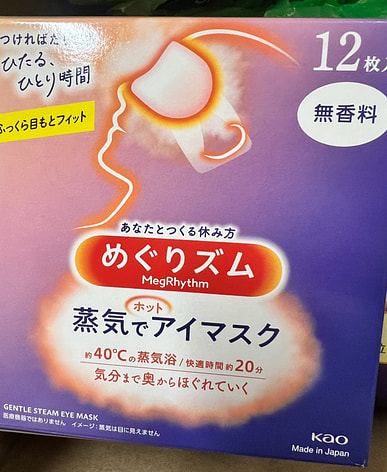 つければ
ひたる、
ひとり時間
ふっくら目もとフィット
12枚入
無香料
あなたとつくる休み方
めぐりズム
MegRhythm
ホット
蒸気でアイマスク
約40℃の蒸気浴/快適時間約20分
気分まで奥からほぐれていく
GENTLE STEAM EYE MASK
医療機器ではありません イメージ:蒸気は目に見えません
Kao
Made in Japan